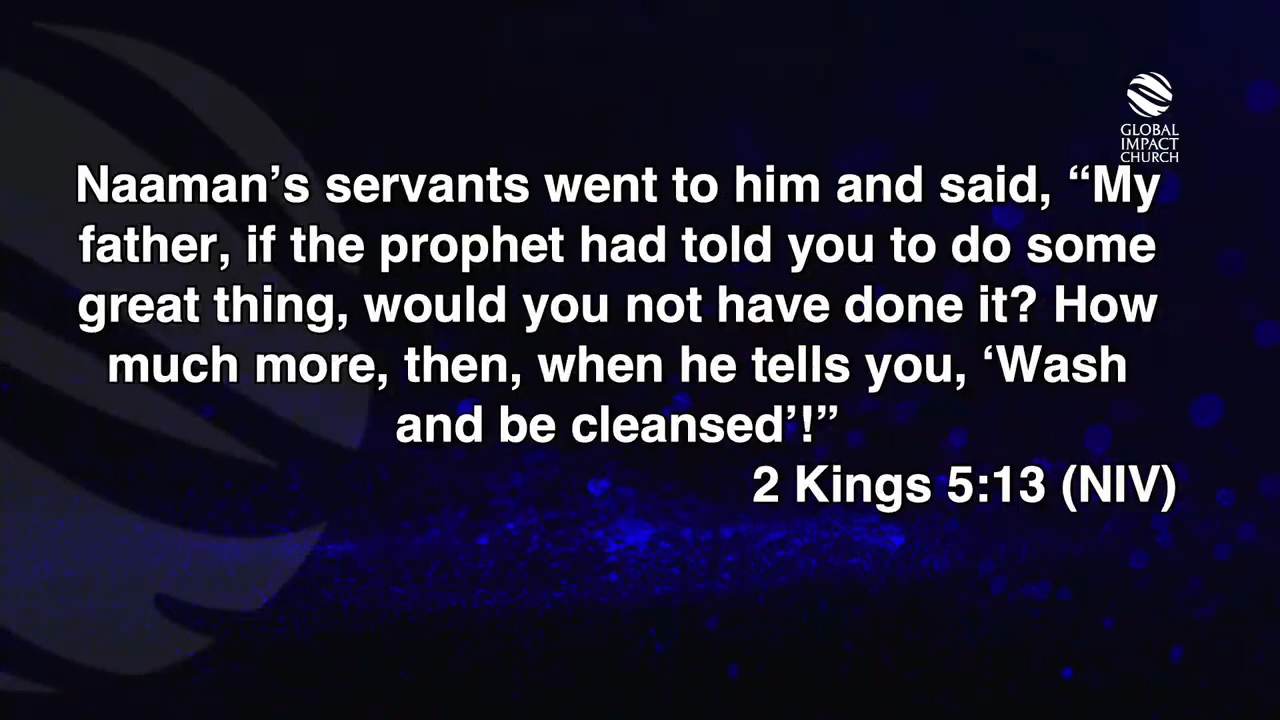 GLOBAL
IMPACT
CHURCH
Naaman’s servants went to him and said, “My
father, if the prophet had told you to do some
great thing, would you not have done it? How
much more, then, when he tells you, ‘Wash
and be cleansed’!”
2 Kings 5:13 (NIV)